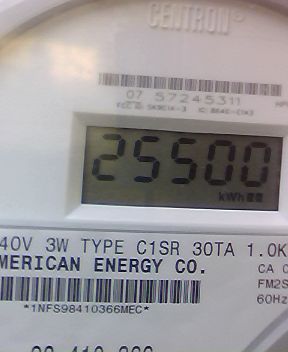 CENTRON®
07 57245311
25500
kWh
40V 3W TYPE C1SR 30TA 1.0K
MERICAN ENERGY CO.
CA 0
FM2S
60Hz
*1NFS98410366MEC*